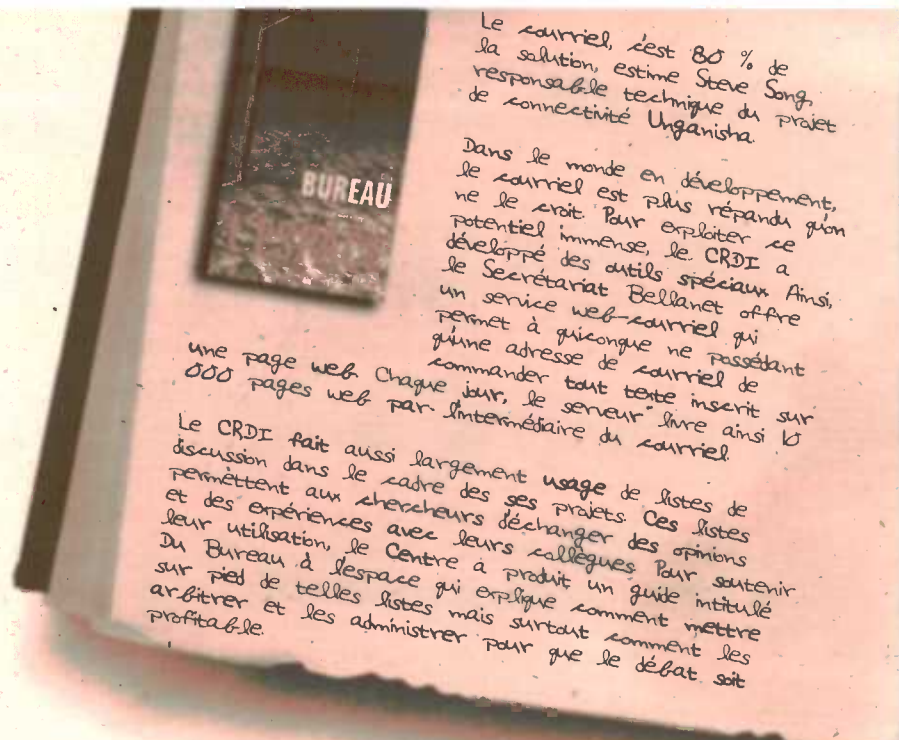 BUREAU
Le courriel, c'est 80 % de
la solution, estime Steve Song,
responsable technique du projet
de connectivité Unganisha.
Dans le monde en développement,
le courriel est plus répandu qu'on
ne le croit. Pour exploiter ce
potentiel immense, le CRDI a
développé des outils spéciaux. Ainsi,
le Secrétariat Bellanet offre
un service web-courriel qui
permet à quiconque ne possédant
qu'une adresse de courriel de
commander tout texte inscrit sur
une page web. Chaque jour, le serveur livre ainsi 10
000 pages web par l'intermédiaire du courriel.
Le CRDI fait aussi largement usage de listes de
discussion dans le cadre des ses projets. Ces listes
permettent aux chercheurs d'échanger des opinions
et des expériences avec leurs collègues. Pour soutenir
leur utilisation, le Centre a produit un guide intitulé
Du Bureau à l'espace qui explique comment mettre
sur pied de telles listes mais surtout comment les
arbitrer et les administrer pour que le débat soit
profitable.